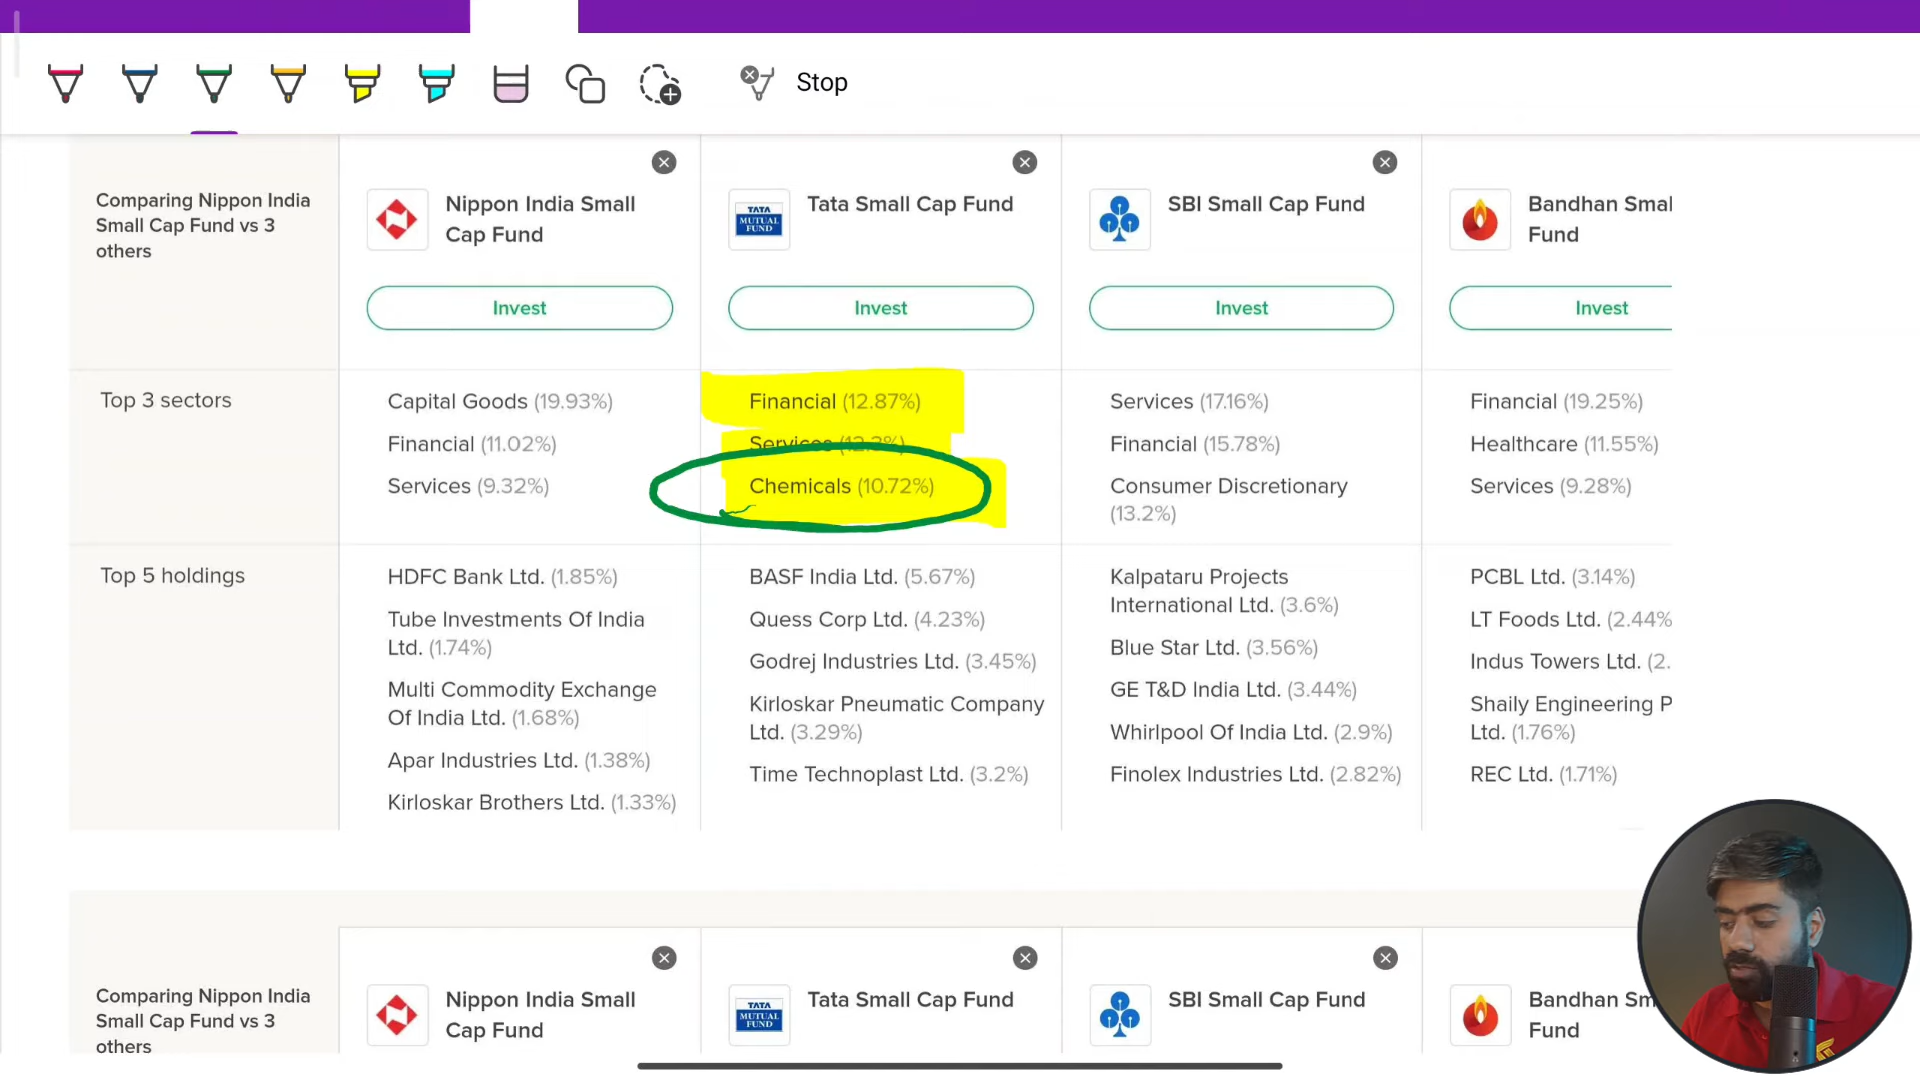 Stop
Comparing Nippon India
Small Cap Fund vs 3
others
Nippon India Small
Cap Fund
Invest
TATA
MUTUAL
FUND
Tata Small Cap Fund
Invest
SBI Small Cap Fund
Invest
Bandhan Smal
Fund
Invest
Top 3 sectors
Capital Goods (19.93%)
Financial (11.02%)
Services (9.32%)
Financial (12.87%)
Services (12.3%)
Chemicals (10.72%)
Services (17.16%)
Financial (15.78%)
Consumer Discretionary
(13.2%)
Financial (19.25%)
Healthcare (11.55%)
Services (9.28%)
Top 5 holdings
HDFC Bank Ltd. (1.85%)
Tube Investments Of India
Ltd. (1.74%)
Multi Commodity Exchange
Of India Ltd. (1.68%)
Apar Industries Ltd. (1.38%)
Kirloskar Brothers Ltd. (1.33%)
BASF India Ltd. (5.67%)
Quess Corp Ltd. (4.23%)
Godrej Industries Ltd. (3.45%)
Kirloskar Pneumatic Company
Ltd. (3.29%)
Time Technoplast Ltd. (3.2%)
Kalpataru Projects
International Ltd. (3.6%)
Blue Star Ltd. (3.56%)
GE T&D India Ltd. (3.44%)
Whirlpool Of India Ltd. (2.9%)
Finolex Industries Ltd. (2.82%)
PCBL Ltd. (3.14%)
LT Foods Ltd. (2.44%
Indus Towers Ltd. (2.
Shaily Engineering P
Ltd. (1.76%)
REC Ltd. (1.71%)
Comparing Nippon India
Small Cap Fund vs 3
others
Nippon India Small
Cap Fund
TATA
MUTUAL
FUND
Tata Small Cap Fund
SBI Small Cap Fund
Bandhan Sm
Fund